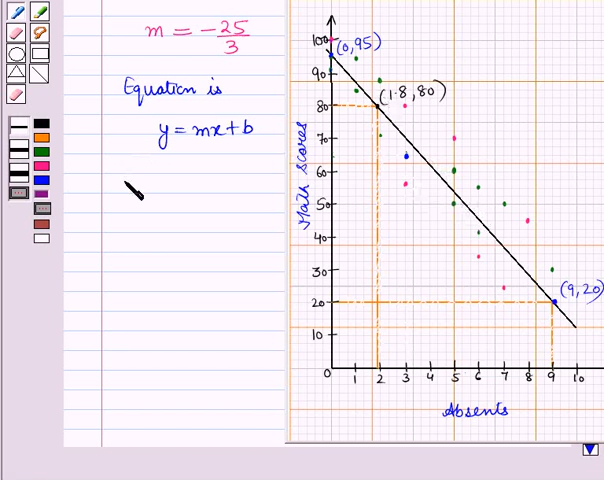 m = -25/3
Equation is
y = mx + b
Math scores
100
90
80
70
60
50
40
30
20
10
0
(0,95)
(1.8,80)
(9,20)
1 2 3 4 5 6 7 8 9 10
Absents